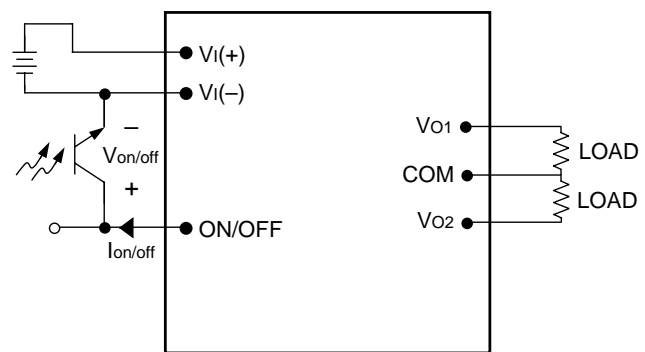 VI(+)
VI(–)
–
Von/off
+
ON/OFF
Ion/off
VO1
LOAD
COM
LOAD
VO2